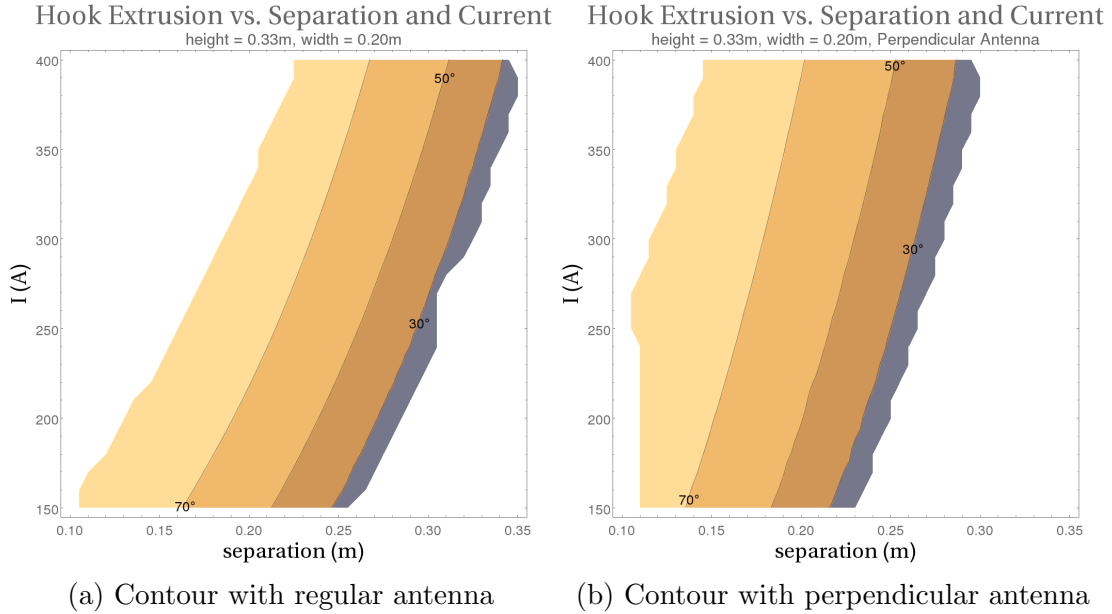 Hook Extrusion vs. Separation and Current
height = 0.33m, width = 0.20m
400
350
300
250
200
150
I (A)
50°
30°
70°
0.10 0.15 0.20 0.25 0.30 0.35
separation (m)
(a) Contour with regular antenna
Hook Extrusion vs. Separation and Current
height = 0.33m, width = 0.20m, Perpendicular Antenna
400
350
300
250
200
150
I (A)
50°
30°
70°
0.10 0.15 0.20 0.25 0.30 0.35
separation (m)
(b) Contour with perpendicular antenna